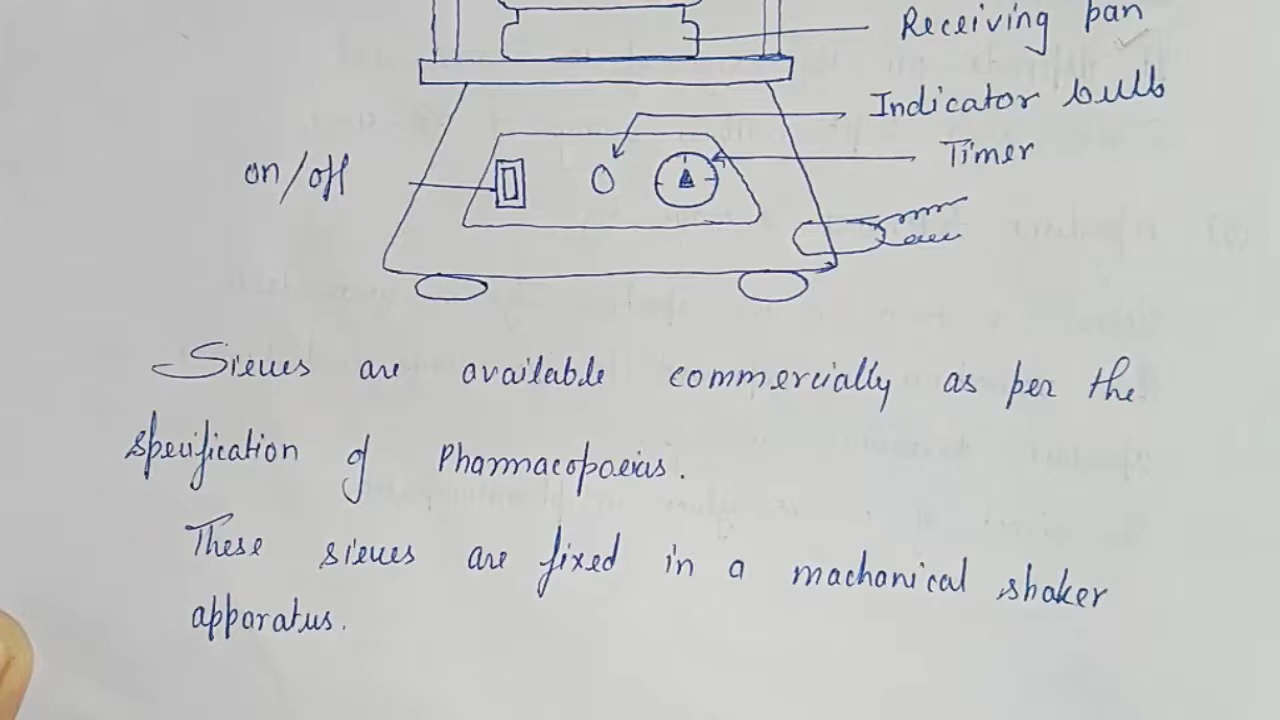 Receiving pan
Indicator bulb
Timer
on/off
Sieves are available commercially as per the
specification of Pharmacopoeias.
These sieves are fixed in a machanical shaker
apparatus.